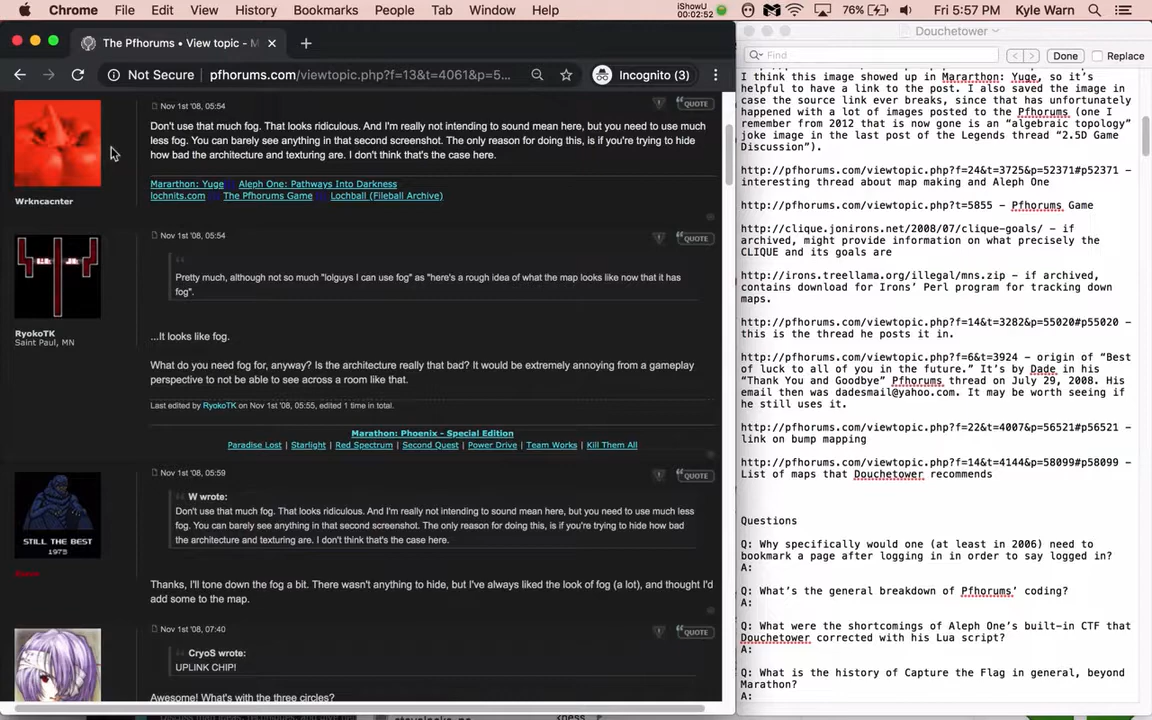 Chrome File Edit View History Bookmarks People Tab Window Help
iShowU
00:02:52
76% Fri 5:57 PM Kyle Warn
The Pfhorums • View topic - M
Not Secure pfhorums.com/viewtopic.php?f=13&t=4061&p=5...
Incognito (3)
Nov 1st '08, 05:54
QUOTE
Don't use that much fog. That looks ridiculous. And I'm really not intending to sound mean here, but you need to use much
less fog. You can barely see anything in that second screenshot. The only reason for doing this, is if you're trying to hide
how bad the architecture and texturing are. I don't think that's the case here.
Mararthon: Yuge
Aleph One: Pathways Into Darkness
lochnits.com
The Pfhorums Game
Lochball (Fileball Archive)
Wrkncacnter
Nov 1st '08, 05:54
QUOTE
Pretty much, although not so much "lolguys I can use fog" as "here's a rough idea of what the map looks like now that it has
fog".
RyokoTK
Saint Paul, MN
...It looks like fog.
What do you need fog for, anyway? Is the architecture really that bad? It would be extremely annoying from a gameplay
perspective to not be able to see across a room like that.
Last edited by RyokoTK on Nov 1st '08, 05:55, edited 1 time in total.
Marathon: Phoenix - Special Edition
Paradise Lost | Starlight | Red Spectrum | Second Quest | Power Drive | Team Works | Kill Them All
Nov 1st '08, 05:59
QUOTE
STILL THE BEST
1975
W wrote:
Don't use that much fog. That looks ridiculous. And I'm really not intending to sound mean here, but you need to use much less
fog. You can barely see anything in that second screenshot. The only reason for doing this, is if you're trying to hide how bad
the architecture and texturing are. I don't think that's the case here.
Thanks, I'll tone down the fog a bit. There wasn't anything to hide, but I've always liked the look of fog (a lot), and thought I'd
add some to the map.
Nov 1st '08, 07:40
QUOTE
CryoS wrote:
UPLINK CHIP!
Awesome! What's with the three circles?
Douchetower
Find
Done
Replace
I think this image showed up in Mararthon: Yuge, so it's
helpful to have a link to the post. I also saved the image in
case the source link ever breaks, since that has unfortunately
happened with a lot of images posted to the Pfhorums (one I
remember from 2012 that is now gone is an "algebraic topology"
joke image in the last post of the Legends thread "2.5D Game
Discussion").
http://pfhorums.com/viewtopic.php?f=24&t=3725&p=52371#p52371 –
interesting thread about map making and Aleph One
http://pfhorums.com/viewtopic.php?t=5855 – Pfhorums Game
http://clique.jonirons.net/2008/07/clique-goals/ – if
archived, might provide information on what precisely the
CLIQUE and its goals are
http://irons.treellama.org/illegal/mns.zip – if archived,
contains download for Irons' Perl program for tracking down
maps.
http://pfhorums.com/viewtopic.php?f=14&t=3282&p=55020#p55020 –
this is the thread he posts it in.
http://pfhorums.com/viewtopic.php?f=6&t=3924 – origin of "Best
of luck to all of you in the future." It's by Dade in his
"Thank You and Goodbye" Pfhorums thread on July 29, 2008. His
email then was dadesmail@yahoo.com. It may be worth seeing if
he still uses it.
http://pfhorums.com/viewtopic.php?f=22&t=4007&p=56521#p56521 –
link on bump mapping
http://pfhorums.com/viewtopic.php?f=14&t=4144&p=58099#p58099 –
List of maps that Douchetower recommends
Questions
Q: Why specifically would one (at least in 2006) need to
bookmark a page after logging in in order to say logged in?
A:
Q: What's the general breakdown of Pfhorums' coding?
A:
Q: What were the shortcomings of Aleph One's built-in CTF that
Douchetower corrected with his Lua script?
A:
Q: What is the history of Capture the Flag in general, beyond
Marathon?
A: